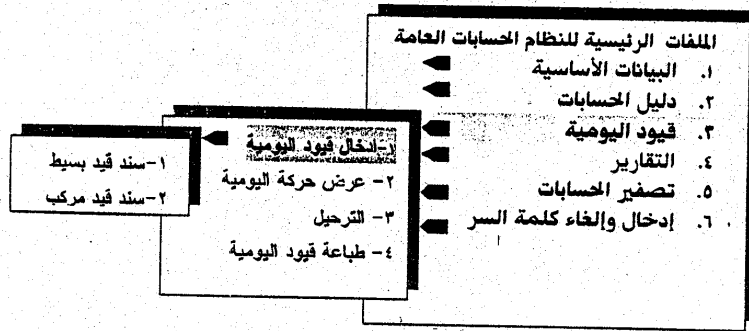 الملفات الرئيسية للنظام الحسابات العامة
١. البيانات الأساسية
٢. دليل الحسابات
٣. قيود اليومية
٤. التقارير
٥. تصفير الحسابات
٦. إدخال وإلغاء كلمة السر
١-ادخال قيود اليومية
٢- عرض حركة اليومية
٣- الترحيل
٤- طباعة قيود اليومية
١-سند قيد بسيط
٢-سند قيد مركب